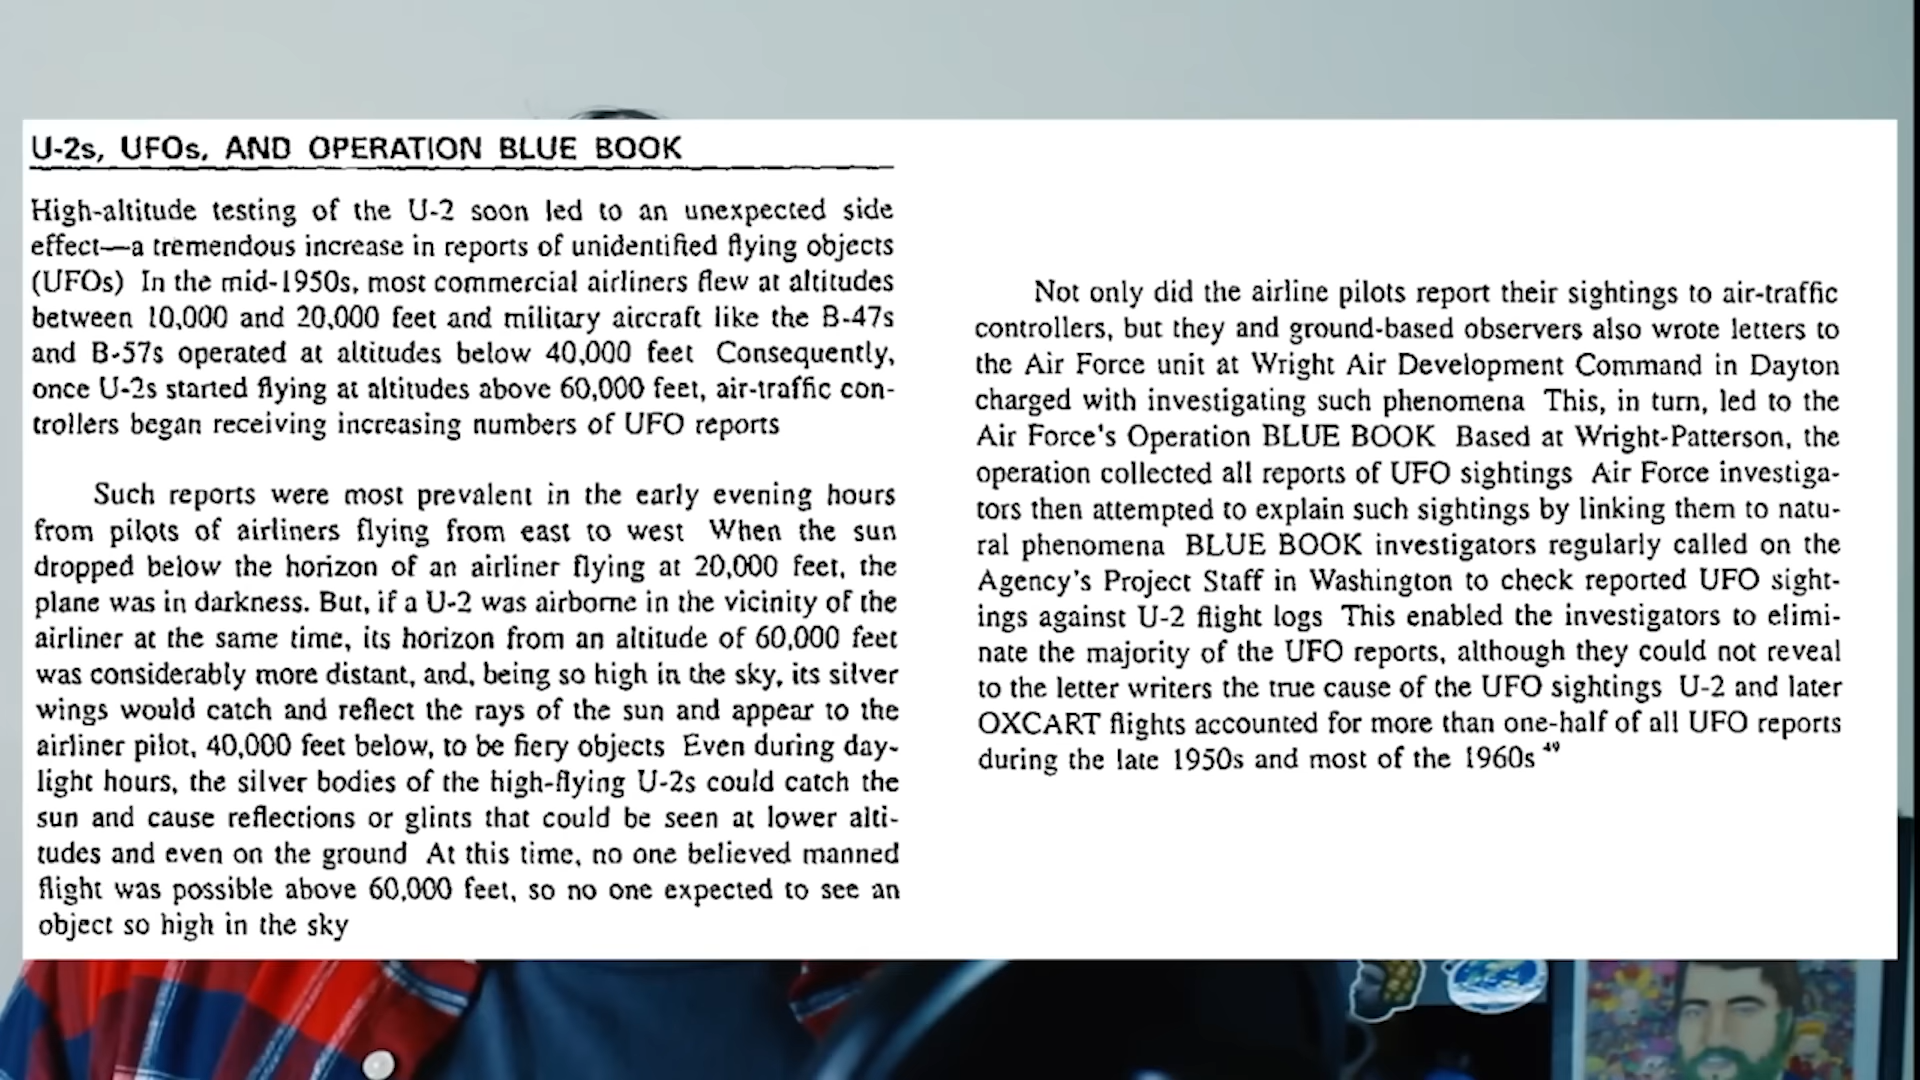 U-2s, UFOs, AND OPERATION BLUE BOOK
High-altitude testing of the U-2 soon led to an unexpected side
effect—a tremendous increase in reports of unidentified flying objects
(UFOs) In the mid-1950s, most commercial airliners flew at altitudes
between 10,000 and 20,000 feet and military aircraft like the B-47s
and B-57s operated at altitudes below 40,000 feet Consequently,
once U-2s started flying at altitudes above 60,000 feet, air-traffic con-
trollers began receiving increasing numbers of UFO reports
Such reports were most prevalent in the early evening hours
from pilots of airliners flying from east to west When the sun
dropped below the horizon of an airliner flying at 20,000 feet, the
plane was in darkness. But, if a U-2 was airborne in the vicinity of the
airliner at the same time, its horizon from an altitude of 60,000 feet
was considerably more distant, and, being so high in the sky, its silver
wings would catch and reflect the rays of the sun and appear to the
airliner pilot, 40,000 feet below, to be fiery objects Even during day-
light hours, the silver bodies of the high-flying U-2s could catch the
sun and cause reflections or glints that could be seen at lower alti-
tudes and even on the ground At this time, no one believed manned
flight was possible above 60,000 feet, so no one expected to see an
object so high in the sky
Not only did the airline pilots report their sightings to air-traffic
controllers, but they and ground-based observers also wrote letters to
the Air Force unit at Wright Air Development Command in Dayton
charged with investigating such phenomena This, in turn, led to the
Air Force's Operation BLUE BOOK Based at Wright-Patterson, the
operation collected all reports of UFO sightings Air Force investiga-
tors then attempted to explain such sightings by linking them to natu-
ral phenomena BLUE BOOK investigators regularly called on the
Agency's Project Staff in Washington to check reported UFO sight-
ings against U-2 flight logs This enabled the investigators to elimi-
nate the majority of the UFO reports, although they could not reveal
to the letter writers the true cause of the UFO sightings U-2 and later
OXCART flights accounted for more than one-half of all UFO reports
during the late 1950s and most of the 1960s 49